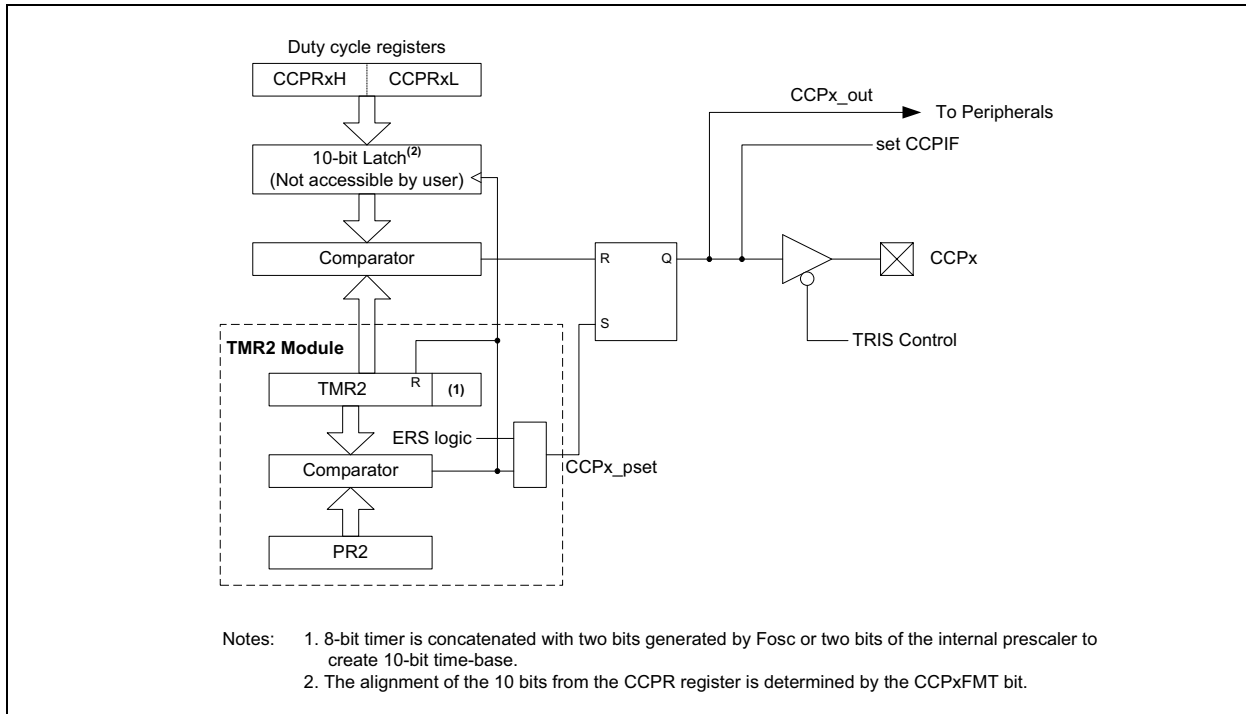 Duty cycle registers
CCPRxH CCPRxL
CCPx_out
To Peripherals
set CCPIF
10-bit Latch(2)
(Not accessible by user)
Comparator
R Q
CCPx
S
TRIS Control
TMR2 Module
R
TMR2 (1)
ERS logic
CCPx_pset
Comparator
PR2
Notes: 1. 8-bit timer is concatenated with two bits generated by Fosc or two bits of the internal prescaler to
create 10-bit time-base.
2. The alignment of the 10 bits from the CCPR register is determined by the CCPxFMT bit.